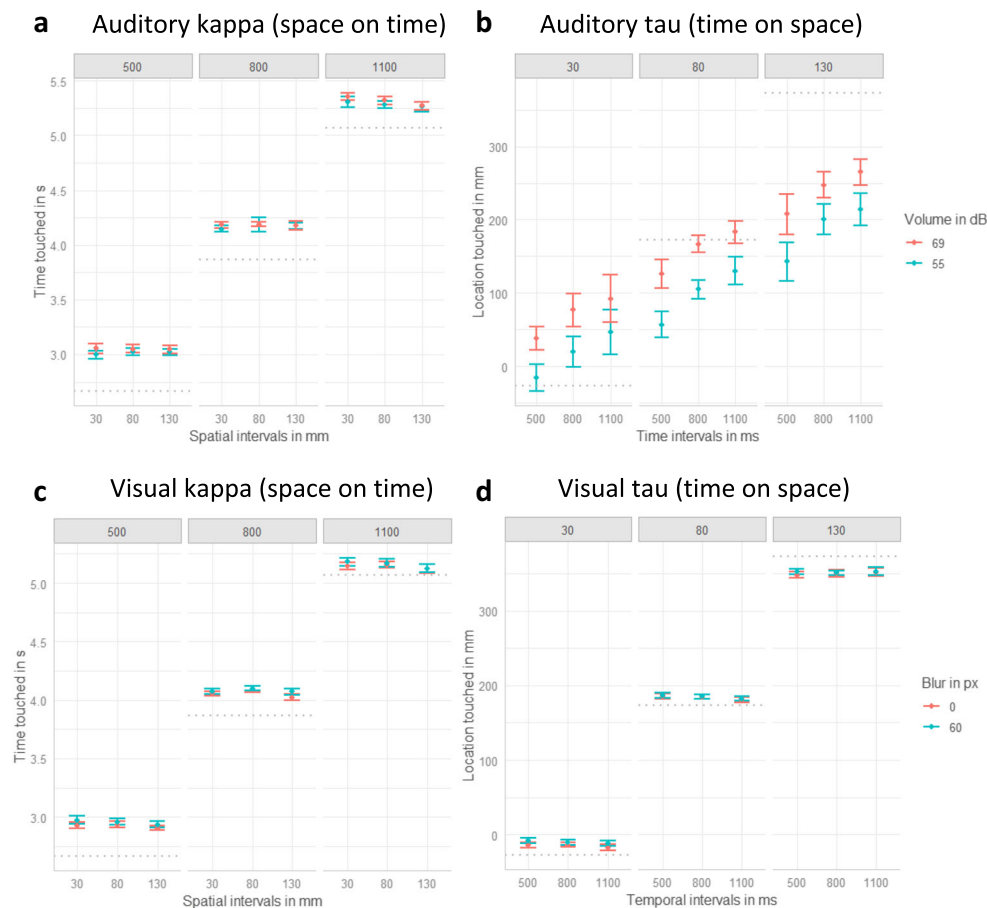 a Auditory kappa (space on time)
500 800 1100
5.5
5.0
4.5
4.0
3.5
3.0
Time touched in s
30 80 130 30 80 130 30 80 130
Spatial intervals in mm
b Auditory tau (time on space)
30 80 130
300
200
100
0
Location touched in mm
500 800 1100 500 800 1100 500 800 1100
Time intervals in ms
Volume in dB
69
55
c Visual kappa (space on time)
500 800 1100
5.0
4.5
4.0
3.5
3.0
Time touched in s
30 80 130 30 80 130 30 80 130
Spatial intervals in mm
d Visual tau (time on space)
30 80 130
300
200
100
0
Location touched in mm
500 800 1100 500 800 1100 500 800 1100
Temporal intervals in ms
Blur in px
0
60